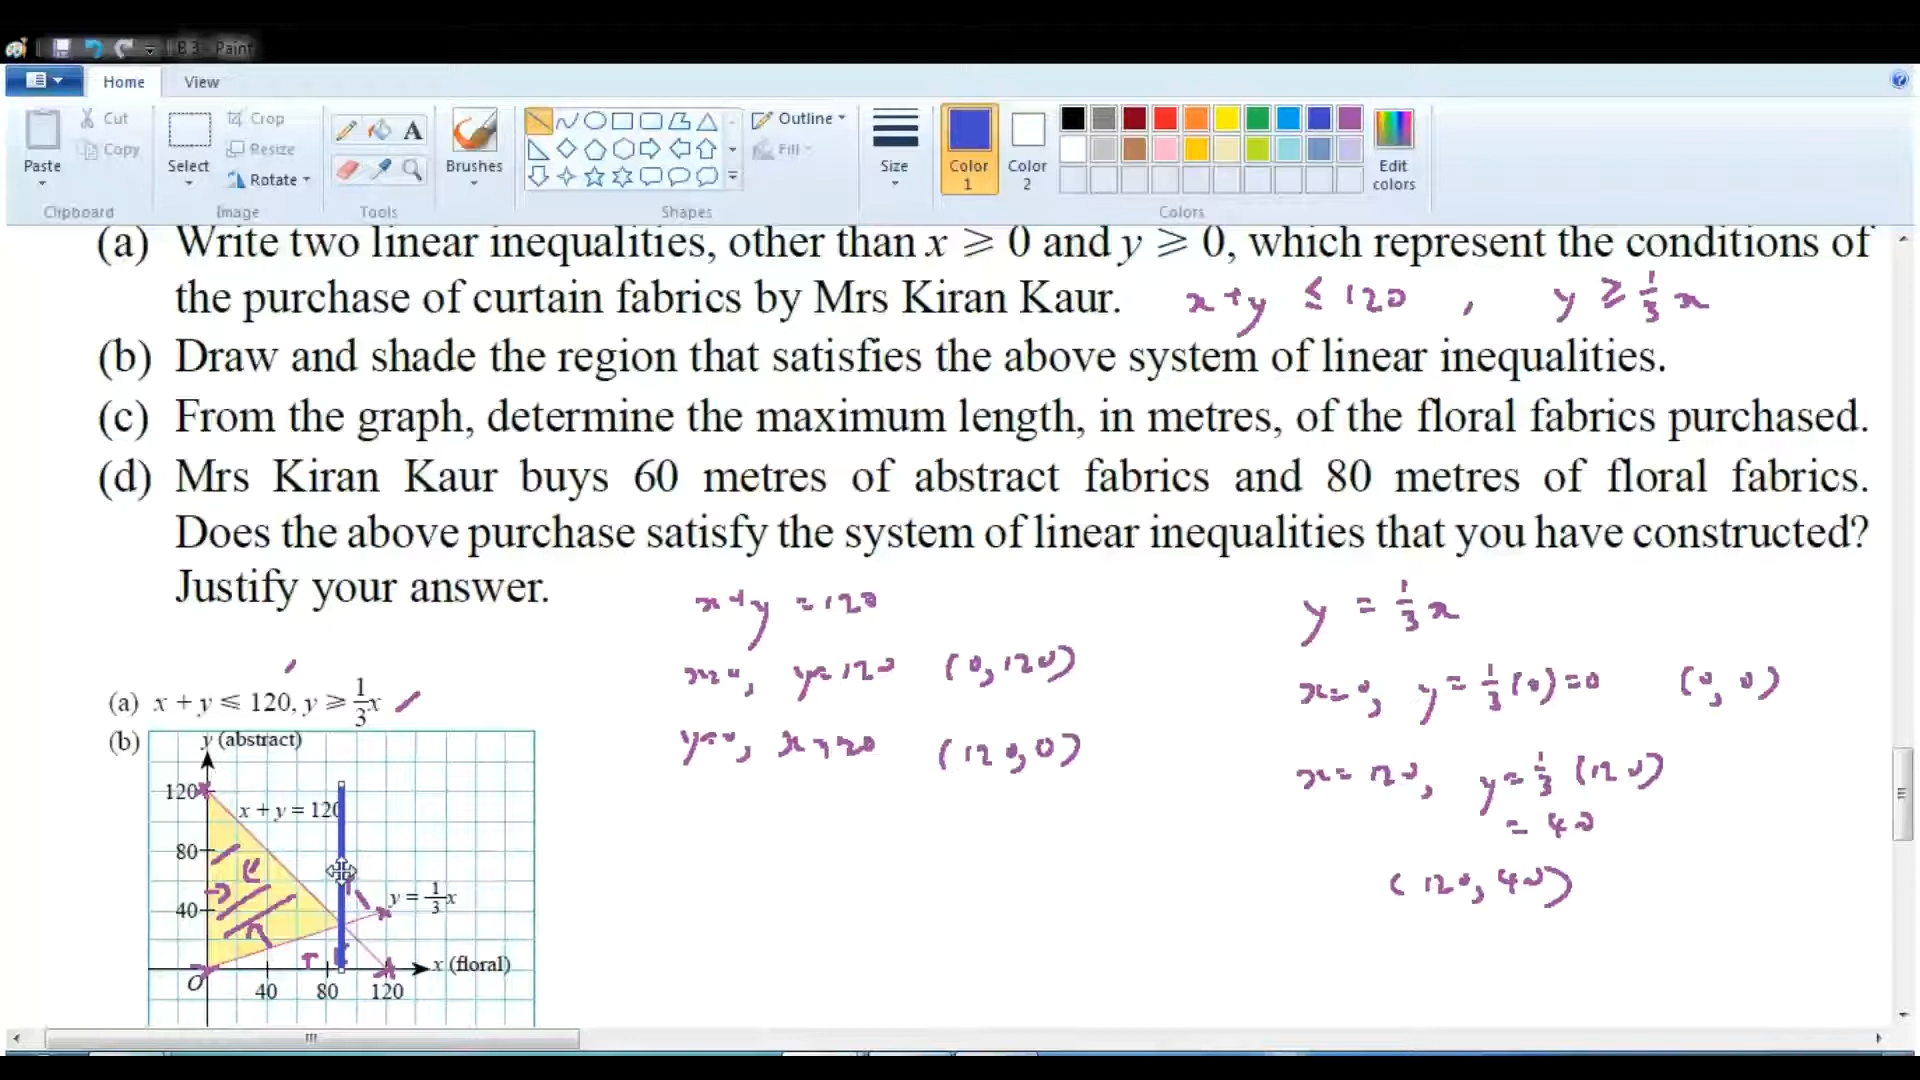 B 3 - Paint
Home View
Paste Cut Copy Clipboard
Select Crop Resize Rotate Image
Tools
Brushes
Outline Fill Shapes
Size
Color 1 Color 2 Edit colors Colors
(a) Write two linear inequalities, other than x ⩾ 0 and y ⩾ 0, which represent the conditions of
the purchase of curtain fabrics by Mrs Kiran Kaur. x + y ≤ 120 , y ≥ 1/3 x
(b) Draw and shade the region that satisfies the above system of linear inequalities.
(c) From the graph, determine the maximum length, in metres, of the floral fabrics purchased.
(d) Mrs Kiran Kaur buys 60 metres of abstract fabrics and 80 metres of floral fabrics.
Does the above purchase satisfy the system of linear inequalities that you have constructed?
Justify your answer.
x + y = 120
x=0, y=120 (0, 120)
y=0, x=120 (120, 0)
y = 1/3 x
x=0, y = 1/3 (0) = 0 (0, 0)
x = 120, y = 1/3 (120)
= 40
(120, 40)
(a) x + y ⩽ 120, y ⩾ 1/3 x
(b) y (abstract)
120
x + y = 120
80
y = 1/3 x
40
x (floral)
O 40 80 120